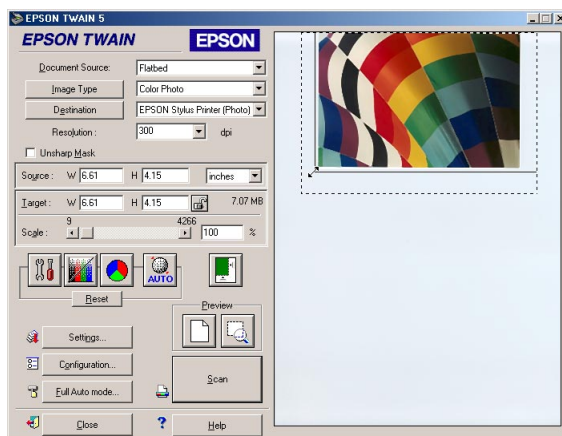 EPSON TWAIN 5
EPSON TWAIN EPSON
Document Source: Flatbed
Image Type Color Photo
Destination EPSON Stylus Printer (Photo)
Resolution: 300 dpi
Unsharp Mask
Source: W 6.61 H 4.15 inches
Target: W 6.61 H 4.15 7.07 MB
9 4266
Scale: 100 %
AUTO
Reset
Preview
Settings...
Configuration...
Full Auto mode...
Scan
Close ? Help